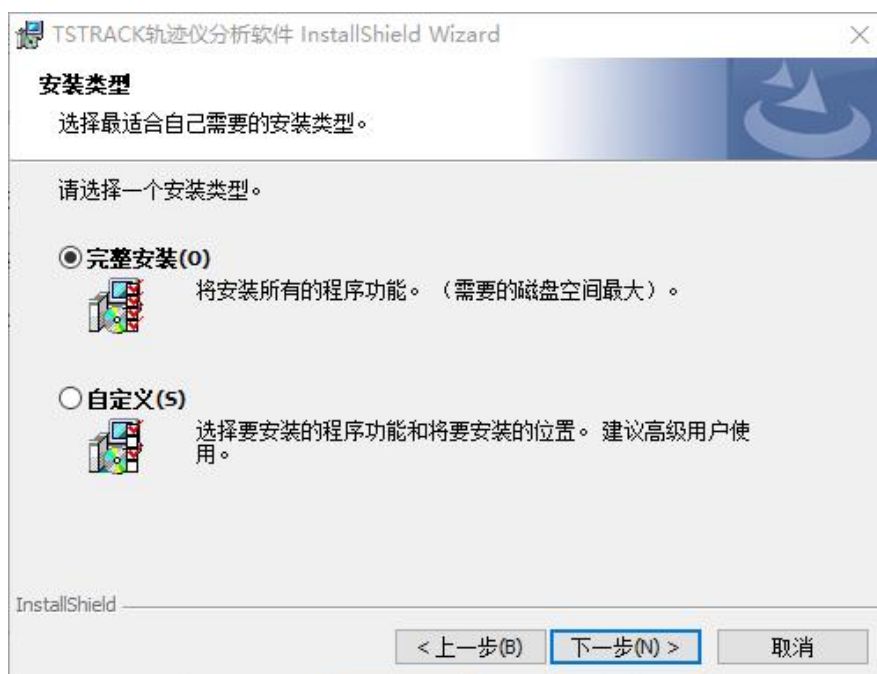 TSTRACK轨迹仪分析软件 InstallShield Wizard
安装类型
选择最适合自己需要的安装类型。
请选择一个安装类型。
完整安装(O)
将安装所有的程序功能。（需要的磁盘空间最大）。
自定义(S)
选择要安装的程序功能和将要安装的位置。建议高级用户使
用。
InstallShield
< 上一步(B) 下一步(N) > 取消